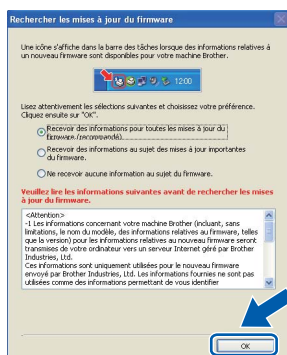 Rechercher les mises à jour du firmware
Une icône s'affiche dans la barre des tâches lorsque des informations relatives à
un nouveau firmware sont disponibles pour votre machine Brother.
12:00
Lisez attentivement les sélections suivantes et choisissez votre préférence.
Cliquez ensuite sur "OK".
Recevoir des informations pour toutes les mises à jour du
firmware.(recommandé)
Recevoir des informations au sujet des mises à jour importantes
du firmware.
Ne recevoir aucune information au sujet du firmware.
Veuillez lire les informations suivantes avant de rechercher les mises
à jour du firmware.
<Attention>
-1 Les informations concernant votre machine Brother (incluant, sans
limitations, le nom du modèle, des informations relatives au firmware, telles
que la version) pour les informations relatives au nouveau firmware seront
transmises de votre ordinateur vers un serveur Internet géré par Brother
Industries, Ltd.
Ces informations sont uniquement utilisées pour le nouveau firmware
envoyé par Brother Industries, Ltd. Les informations fournies ne sont pas
utilisées comme des informations permettant de vous identifier
OK